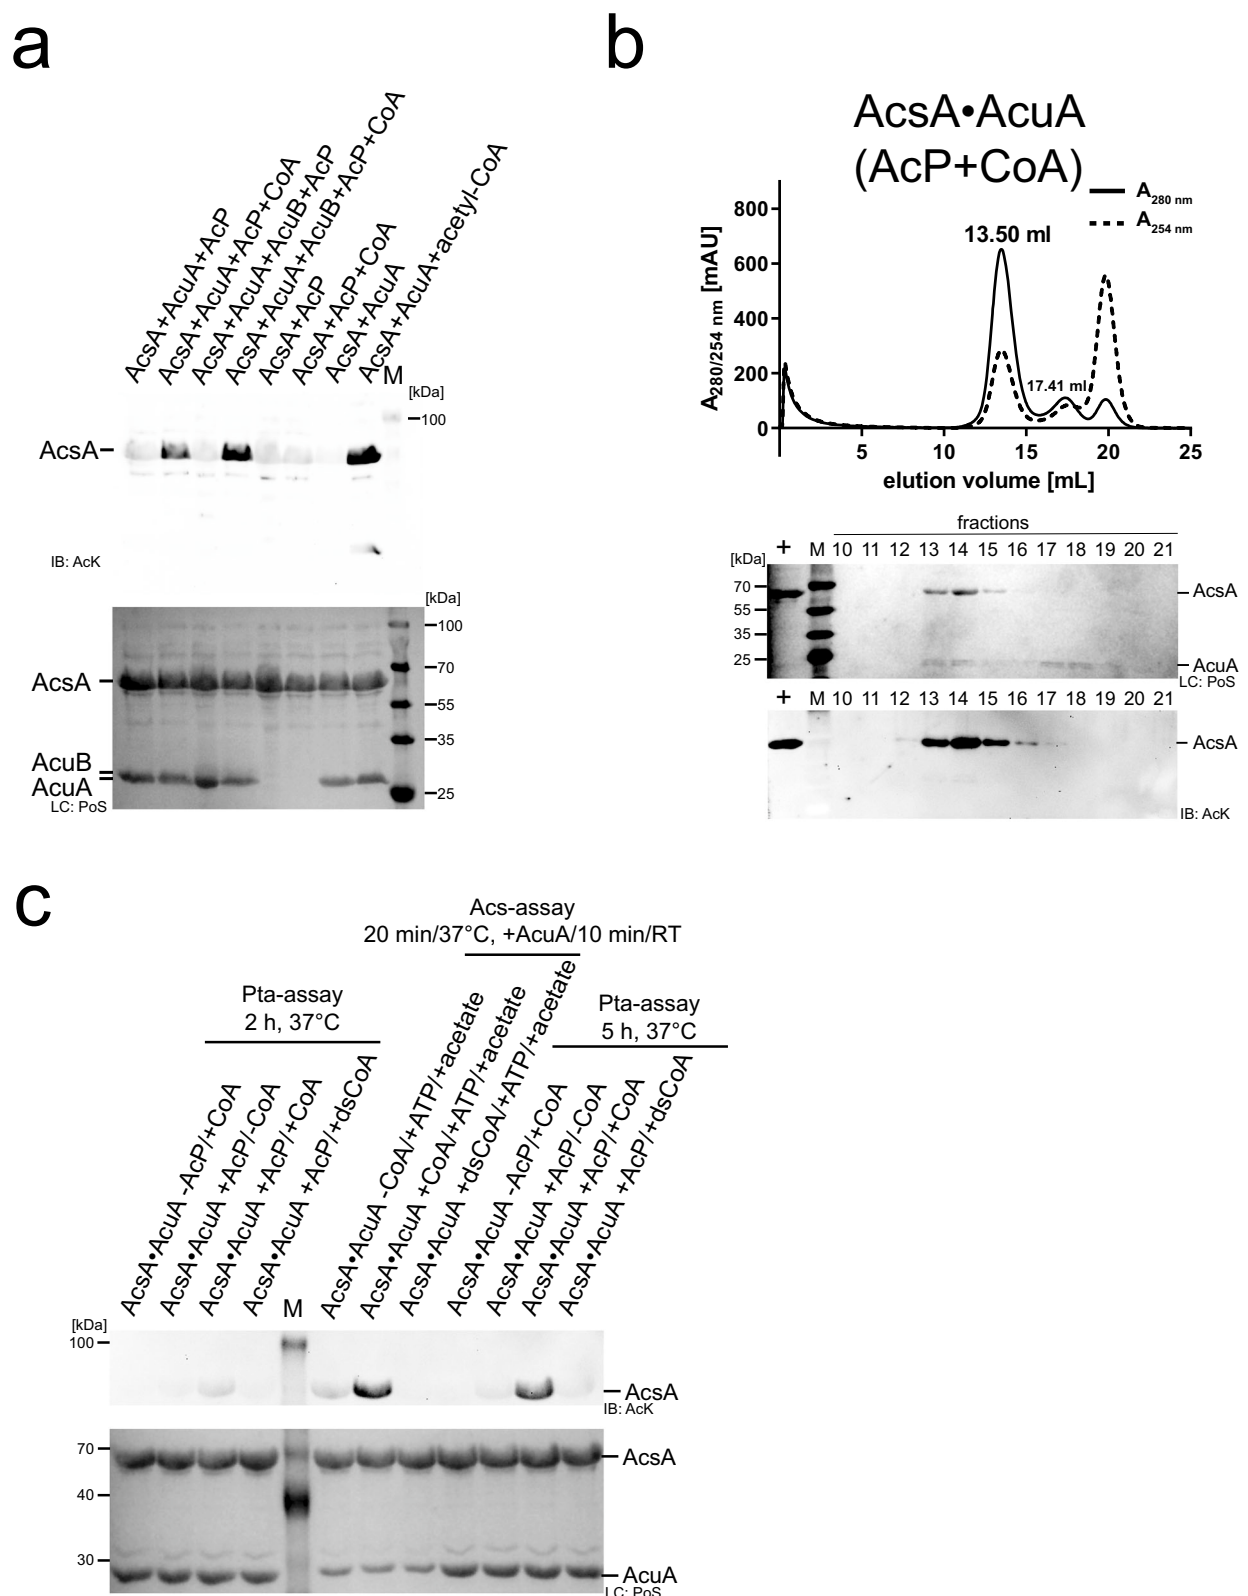 a
AcsA+AcuA+AcP
AcsA+AcuA+AcP+CoA
AcsA+AcuA+AcuB+AcP
AcsA+AcuA+AcuB+AcP+CoA
AcsA+AcP
AcsA+AcP+CoA
AcsA+AcuA
AcsA+AcuA+acetyl-CoA
M
[kDa]
100
AcsA
IB: AcK
[kDa]
100
70
AcsA
55
35
AcuB
AcuA
25
LC: PoS
b
AcsA•AcuA
(AcP+CoA)
A280 nm
A254 nm
A280/254 nm [mAU]
800
600
400
200
0
13.50 ml
17.41 ml
5
10
15
20
25
elution volume [mL]
fractions
+ M 10 11 12 13 14 15 16 17 18 19 20 21
[kDa]
70
55
35
25
AcsA
AcuA
LC: PoS
+ M 10 11 12 13 14 15 16 17 18 19 20 21
AcsA
IB: AcK
c
Acs-assay
20 min/37°C, +AcuA/10 min/RT
Pta-assay
2 h, 37°C
Pta-assay
5 h, 37°C
AcsA•AcuA -AcP/+CoA
AcsA•AcuA +AcP/-CoA
AcsA•AcuA +AcP/+CoA
AcsA•AcuA +AcP/+dsCoA
M
AcsA•AcuA -CoA/+ATP/+acetate
AcsA•AcuA +CoA/+ATP/+acetate
AcsA•AcuA +dsCoA/+ATP/+acetate
AcsA•AcuA -AcP/+CoA
AcsA•AcuA +AcP/-CoA
AcsA•AcuA +AcP/+CoA
AcsA•AcuA +AcP/+dsCoA
[kDa]
100
AcsA
IB: AcK
70
AcsA
40
30
AcuA
LC: PoS